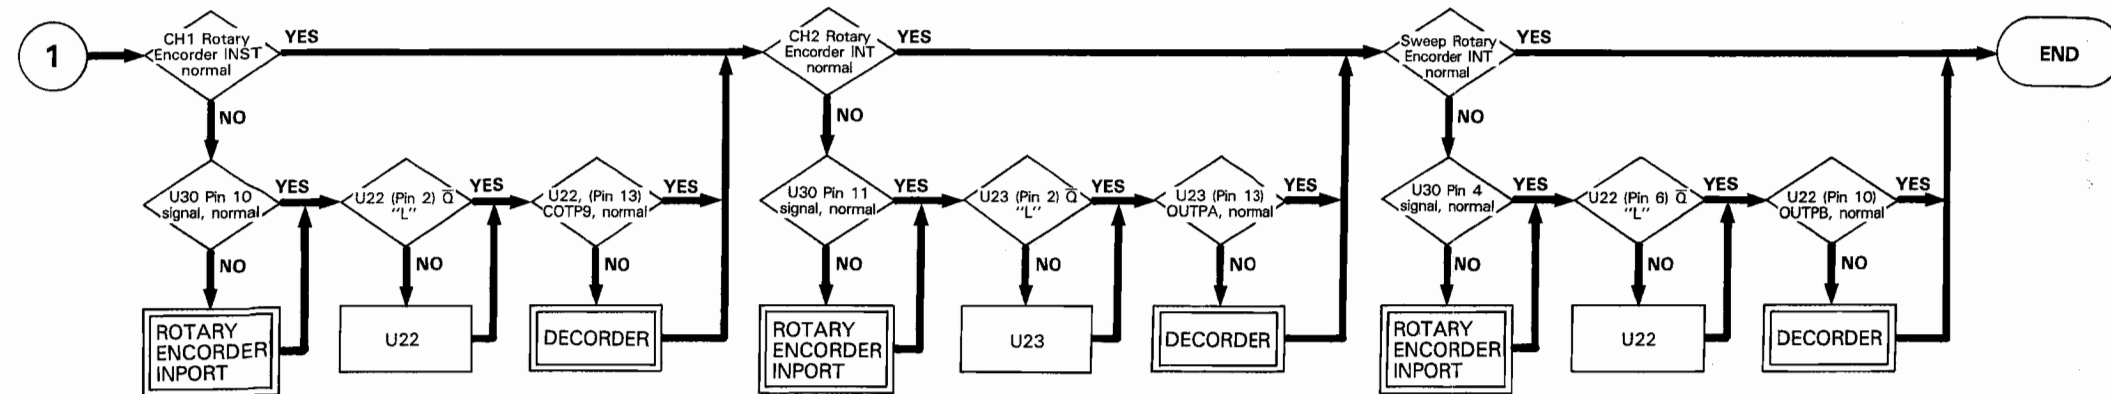 1
CH1 Rotary
Encorder INST
normal
YES
NO
U30 Pin 10
signal, normal
YES
NO
ROTARY
ENCORDER
INPORT
U22 (Pin 2) Q̅
"L"
YES
NO
U22
U22, (Pin 13)
COTP9, normal
YES
NO
DECORDER
CH2 Rotary
Encorder INT
normal
YES
NO
U30 Pin 11
signal, normal
YES
NO
ROTARY
ENCORDER
INPORT
U23 (Pin 2) Q̅
"L"
YES
NO
U23
U23 (Pin 13)
OUTPA, normal
YES
NO
DECORDER
Sweep Rotary
Encorder INT
normal
YES
NO
U30 Pin 4
signal, normal
YES
NO
ROTARY
ENCORDER
INPORT
U22 (Pin 6) Q̅
"L"
YES
NO
U22
U22 (Pin 10)
OUTPB, normal
YES
NO
DECORDER
END